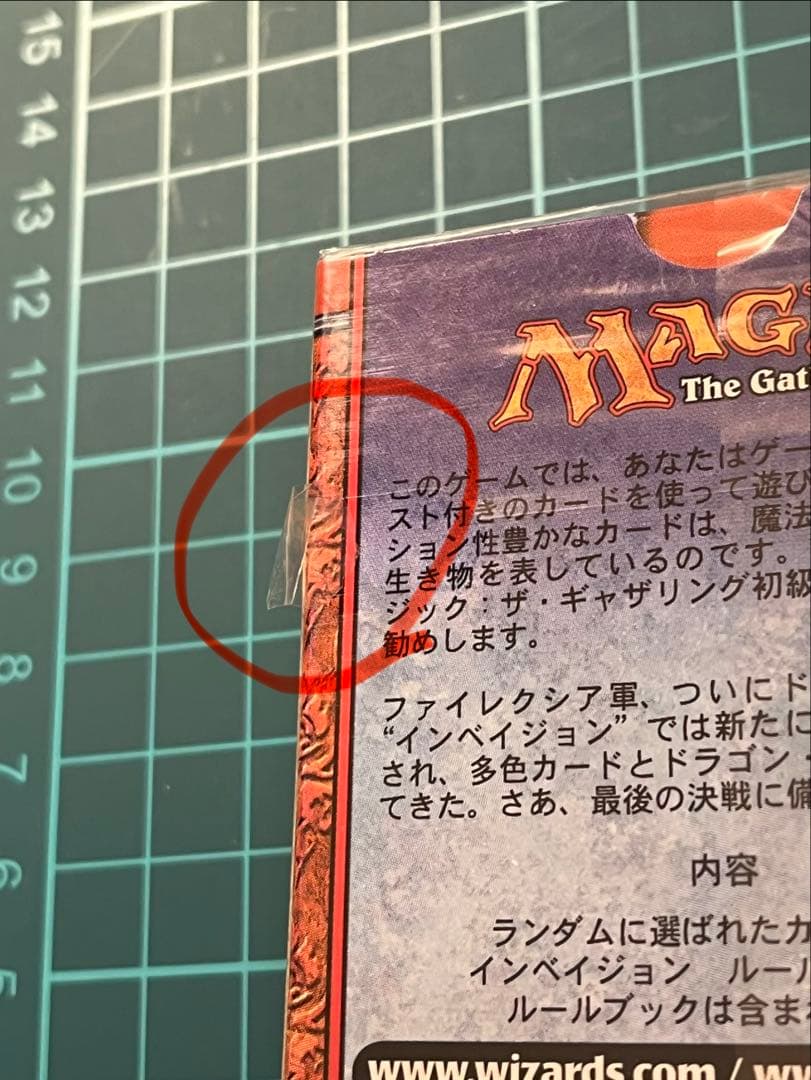 15
14
13
12
11
10
9
8
7
6
5
MAG
The Gat
このゲームでは、あなたはゲー
スト付きのカードを使って遊び
ション性豊かなカードは、魔法
生き物を表しているのです。
ジック：ザ・ギャザリング初級
勧めします。
ファイレクシア軍、ついにド
“インベイジョン”では新たに
され、多色カードとドラゴン
てきた。さあ、最後の決戦に備
内容
ランダムに選ばれたカ
インベイジョン ルール
ルールブックは含まれ
www.wizards.com / ww